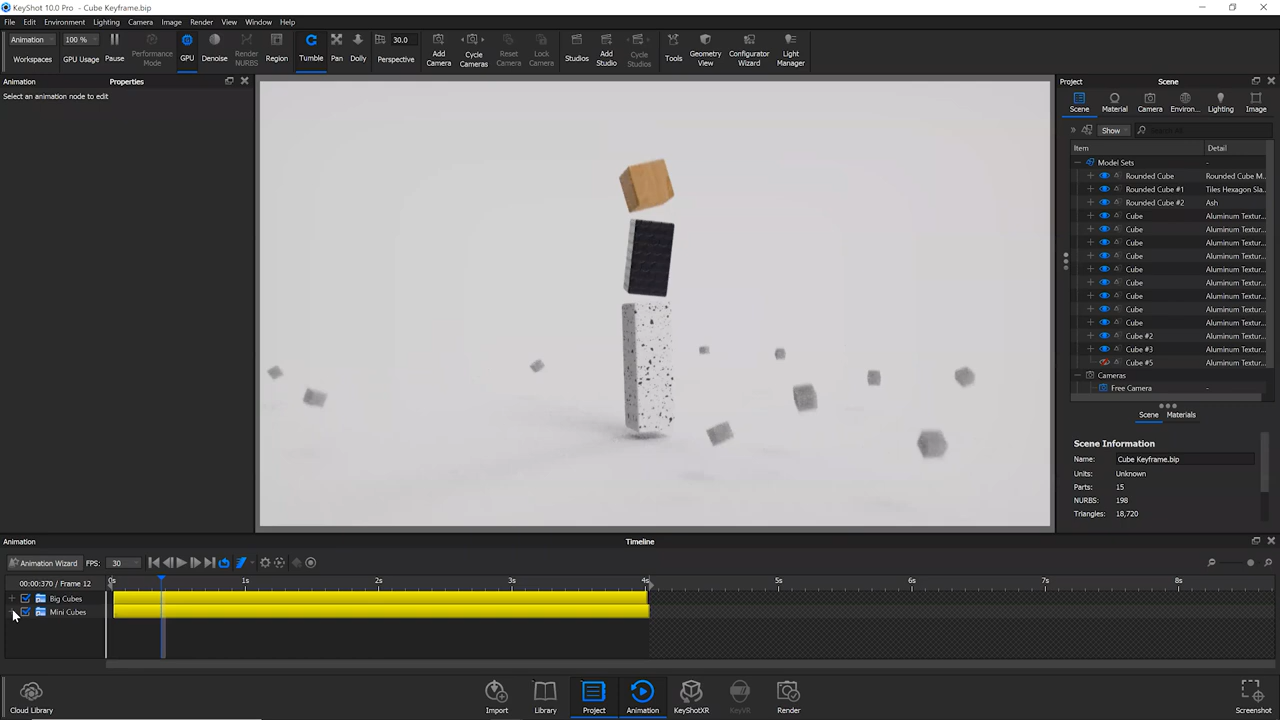 KeyShot 10.0 Pro - Cube Keyframe.bip
File Edit Environment Lighting Camera Image Render View Window Help
Animation 100 % 30.0
Workspaces GPU Usage Pause Performance Mode GPU Denoise Render NURBS Region Tumble Pan Dolly Perspective Add Camera Cycle Cameras Reset Camera Lock Camera Studios Add Studio Cycle Studios Tools Geometry View Configurator Wizard Light Manager
Animation Properties
Select an animation node to edit
Project Scene
Scene Material Camera Environ... Lighting Image
Show Search All
Item Detail
Model Sets -
Rounded Cube Rounded Cube M...
Rounded Cube #1 Tiles Hexagon Sla...
Rounded Cube #2 Ash
Cube Aluminum Textur...
Cube Aluminum Textur...
Cube Aluminum Textur...
Cube Aluminum Textur...
Cube Aluminum Textur...
Cube Aluminum Textur...
Cube Aluminum Textur...
Cube Aluminum Textur...
Cube Aluminum Textur...
Cube #2 Aluminum Textur...
Cube #3 Aluminum Textur...
Cube #5 Aluminum Textur...
Cameras
Free Camera -
Scene Materials
Scene Information
Name: Cube Keyframe.bip
Units: Unknown
Parts: 15
NURBS: 198
Triangles: 18,720
Animation Timeline
Animation Wizard FPS: 30
00:00:370 / Frame 12 0s 1s 2s 3s 4s 5s 6s 7s 8s
Big Cubes
Mini Cubes
Cloud Library Import Library Project Animation KeyShotXR KeyVR Render Screenshot